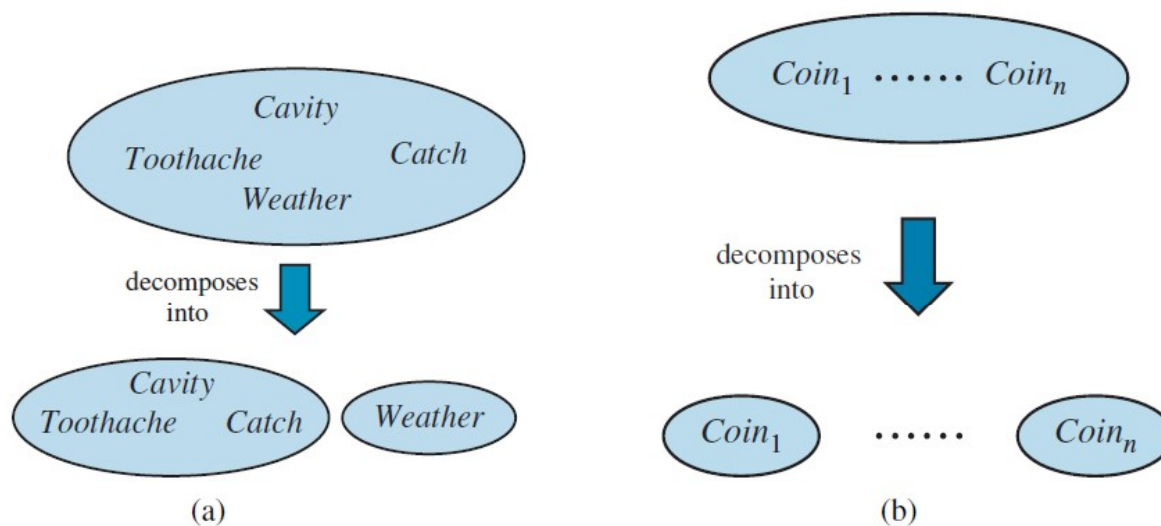 Cavity
Toothache Catch
Weather
decomposes
into
Cavity
Toothache Catch Weather
(a)
Coin₁ ...... Coinₙ
decomposes
into
Coin₁ ...... Coinₙ
(b)